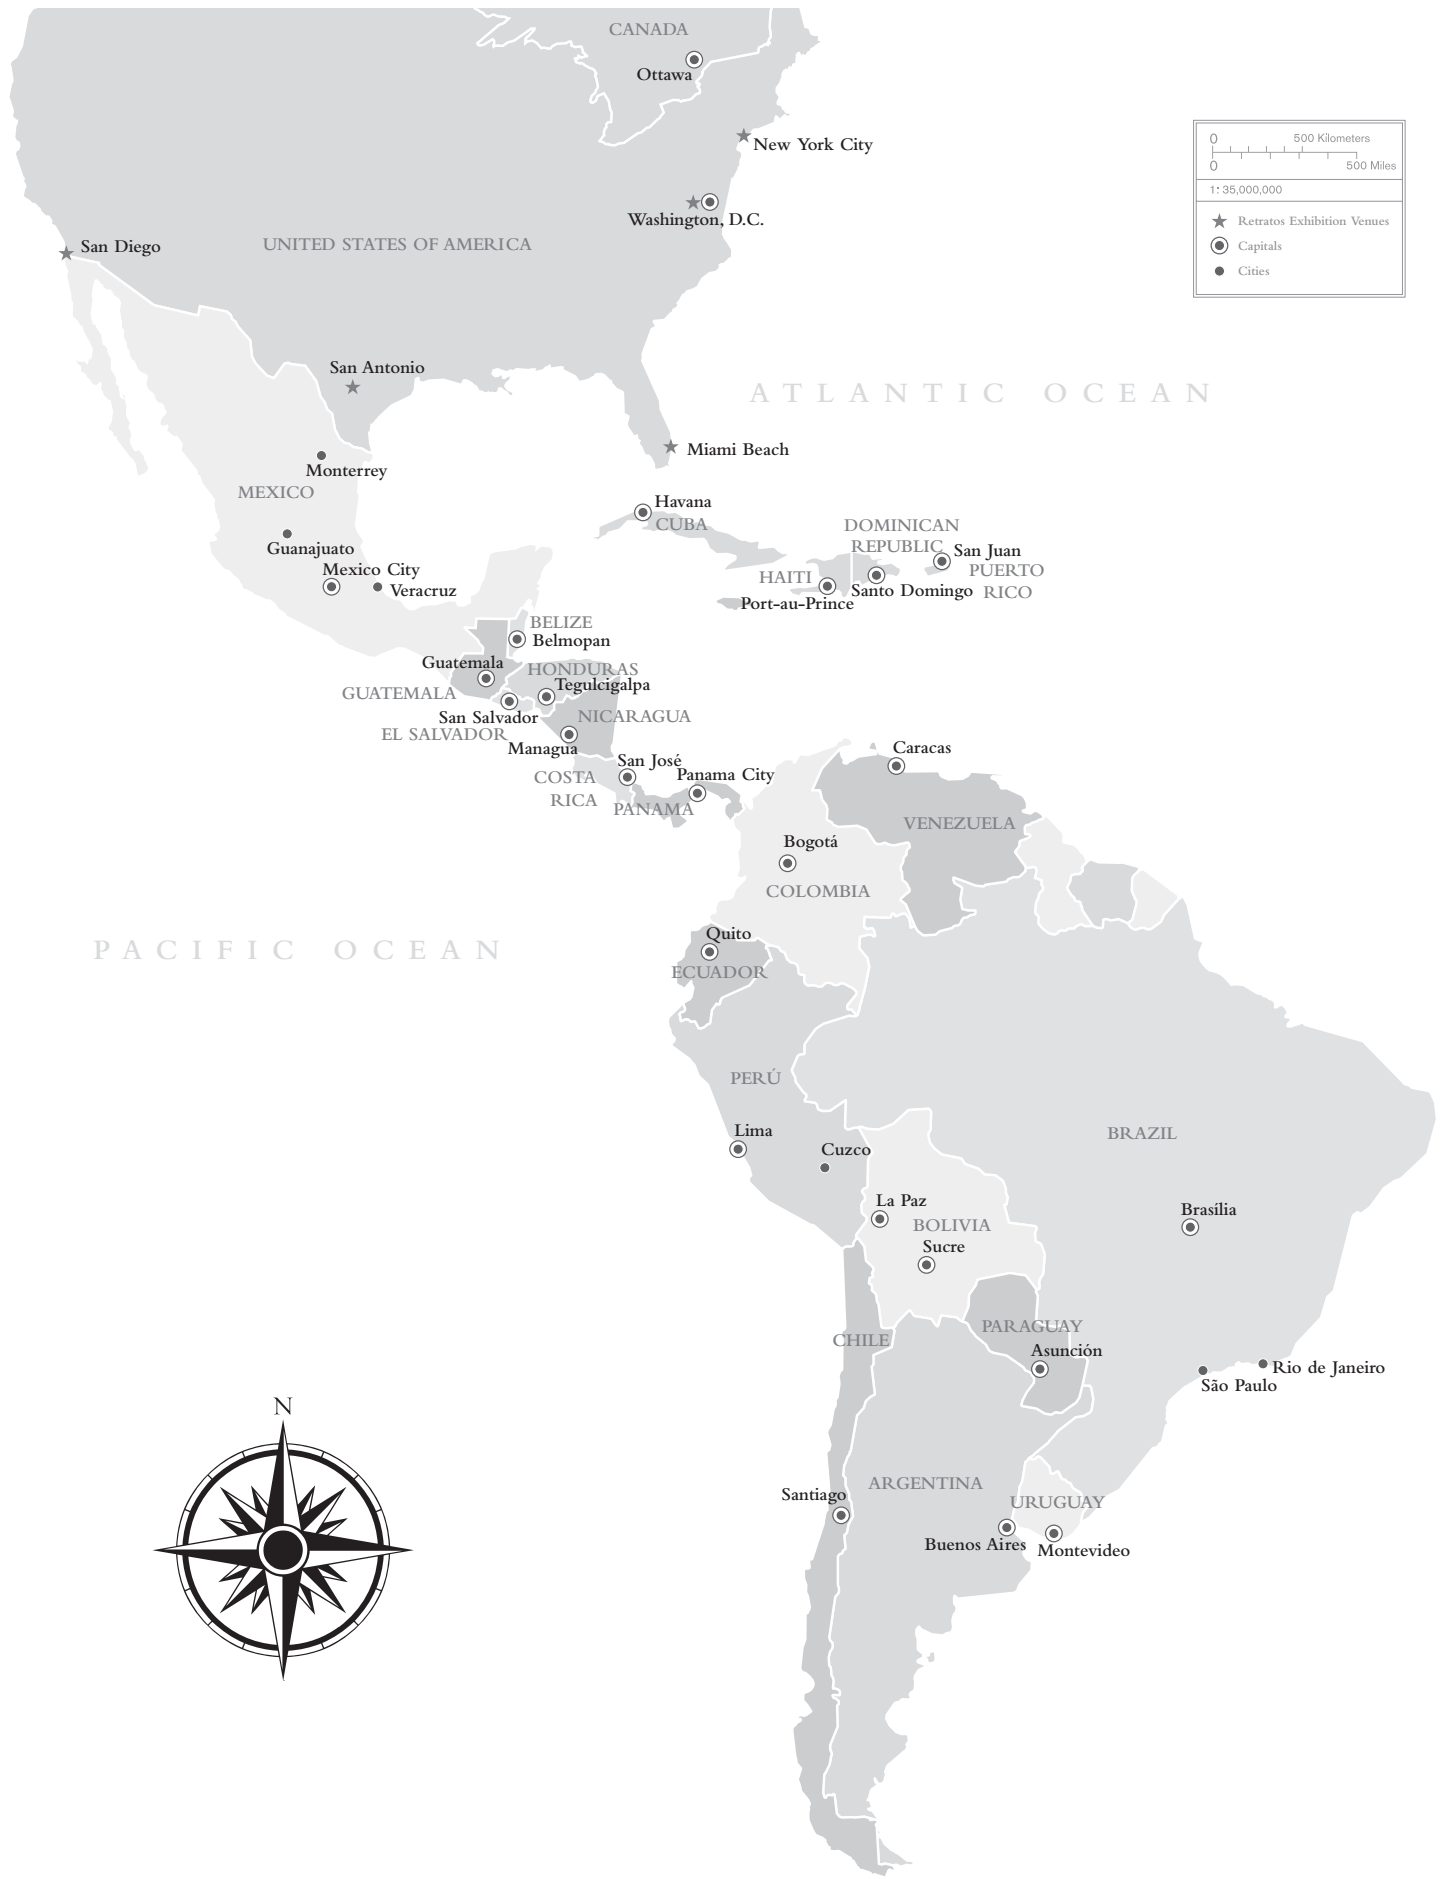 CANADA
Ottawa
New York City
0 500 Kilometers
0 500 Miles
1:35,000,000
Retratos Exhibition Venues
Capitals
Cities
Washington, D.C.
San Diego
UNITED STATES OF AMERICA
San Antonio
ATLANTIC OCEAN
Miami Beach
Monterrey
MEXICO
Havana
CUBA
Guanajuato
Mexico City
Veracruz
DOMINICAN
REPUBLIC
San Juan
PUERTO
RICO
HAITI
Port-au-Prince
Santo Domingo
BELIZE
Belmopan
Guatemala
GUATEMALA
HONDURAS
Tegulcigalpa
San Salvador
EL SALVADOR
NICARAGUA
Managua
San José
COSTA
RICA
Panama City
PANAMA
Caracas
VENEZUELA
Bogotá
COLOMBIA
Quito
ECUADOR
PACIFIC OCEAN
PERÚ
Lima
Cuzco
BRAZIL
La Paz
BOLIVIA
Sucre
Brasília
CHILE
PARAGUAY
Asunción
Rio de Janeiro
São Paulo
N
Santiago
ARGENTINA
URUGUAY
Buenos Aires
Montevideo